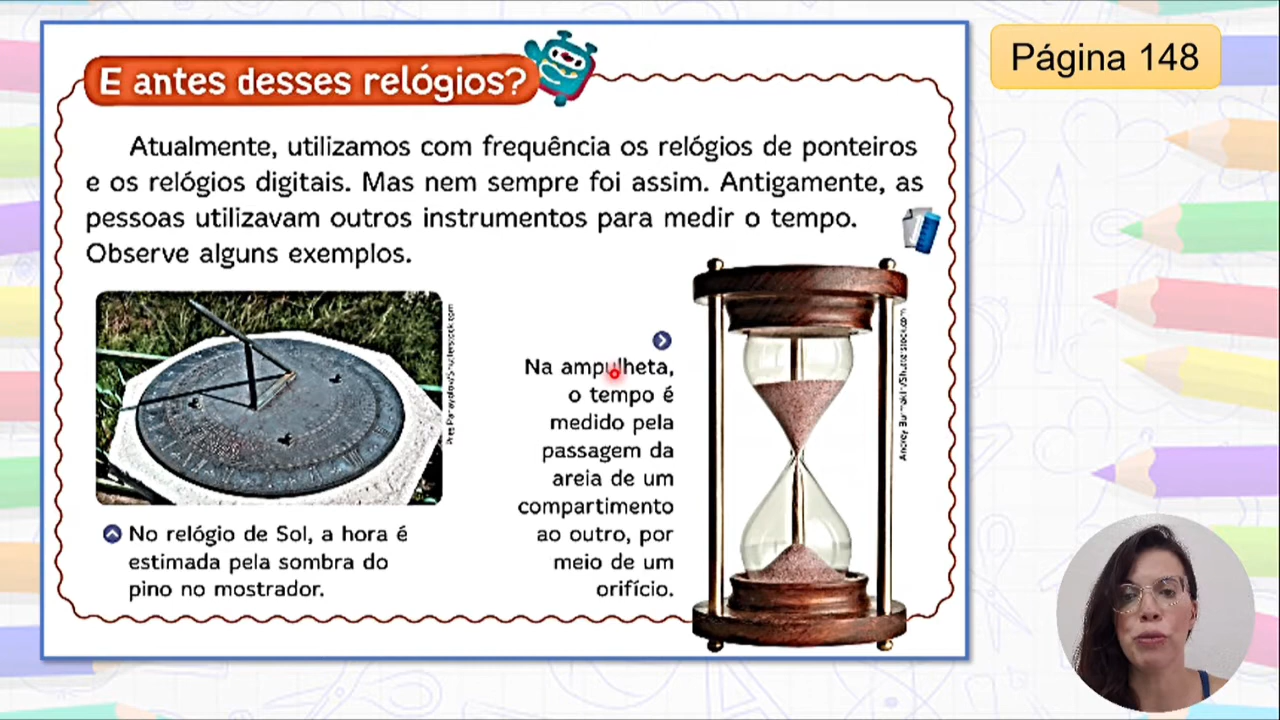 E antes desses relógios?
Página 148
Atualmente, utilizamos com frequência os relógios de ponteiros
e os relógios digitais. Mas nem sempre foi assim. Antigamente, as
pessoas utilizavam outros instrumentos para medir o tempo.
Observe alguns exemplos.
No relógio de Sol, a hora é
estimada pela sombra do
pino no mostrador.
Na ampulheta,
o tempo é
medido pela
passagem da
areia de um
compartimento
ao outro, por
meio de um
orifício.